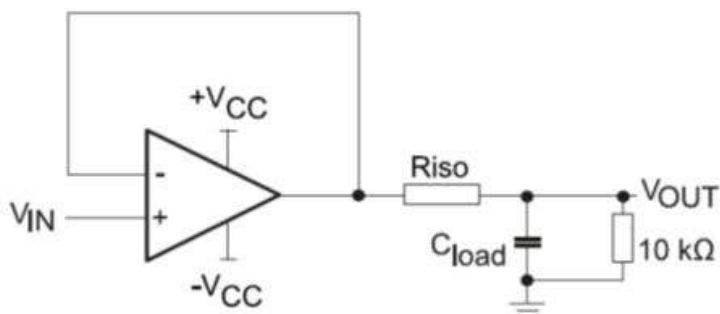 +VCC
-
VIN
+
-VCC
Riso
VOUT
Cload
10 kΩ